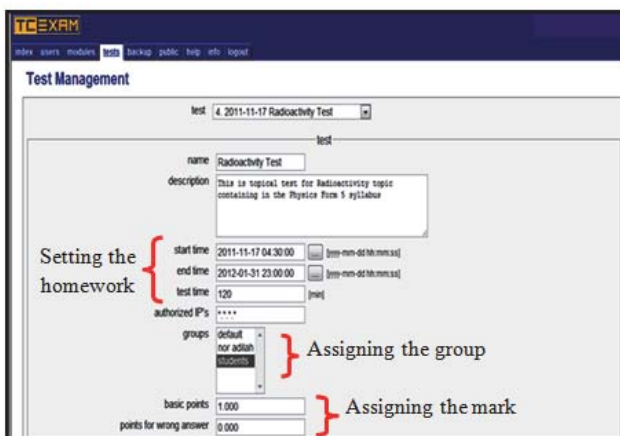 TCEXAM
index users modules tests backup public help info logout
Test Management
test 4. 2011-11-17 Radioactivity Test
test
name Radioactivity Test
description This is topical test for Radioactivity topic
containing in the Physics Form 5 syllabus
Setting the
homework
start time 2011-11-17 04:30:00 ... [yyyy-mm-dd hh:mm:ss]
end time 2012-01-31 23:00:00 ... [yyyy-mm-dd hh:mm:ss]
test time 120 [min]
authorized IP's *.*.*.*
groups default
nor adilah
students
Assigning the group
basic points 1.000
points for wrong answer 0.000
Assigning the mark